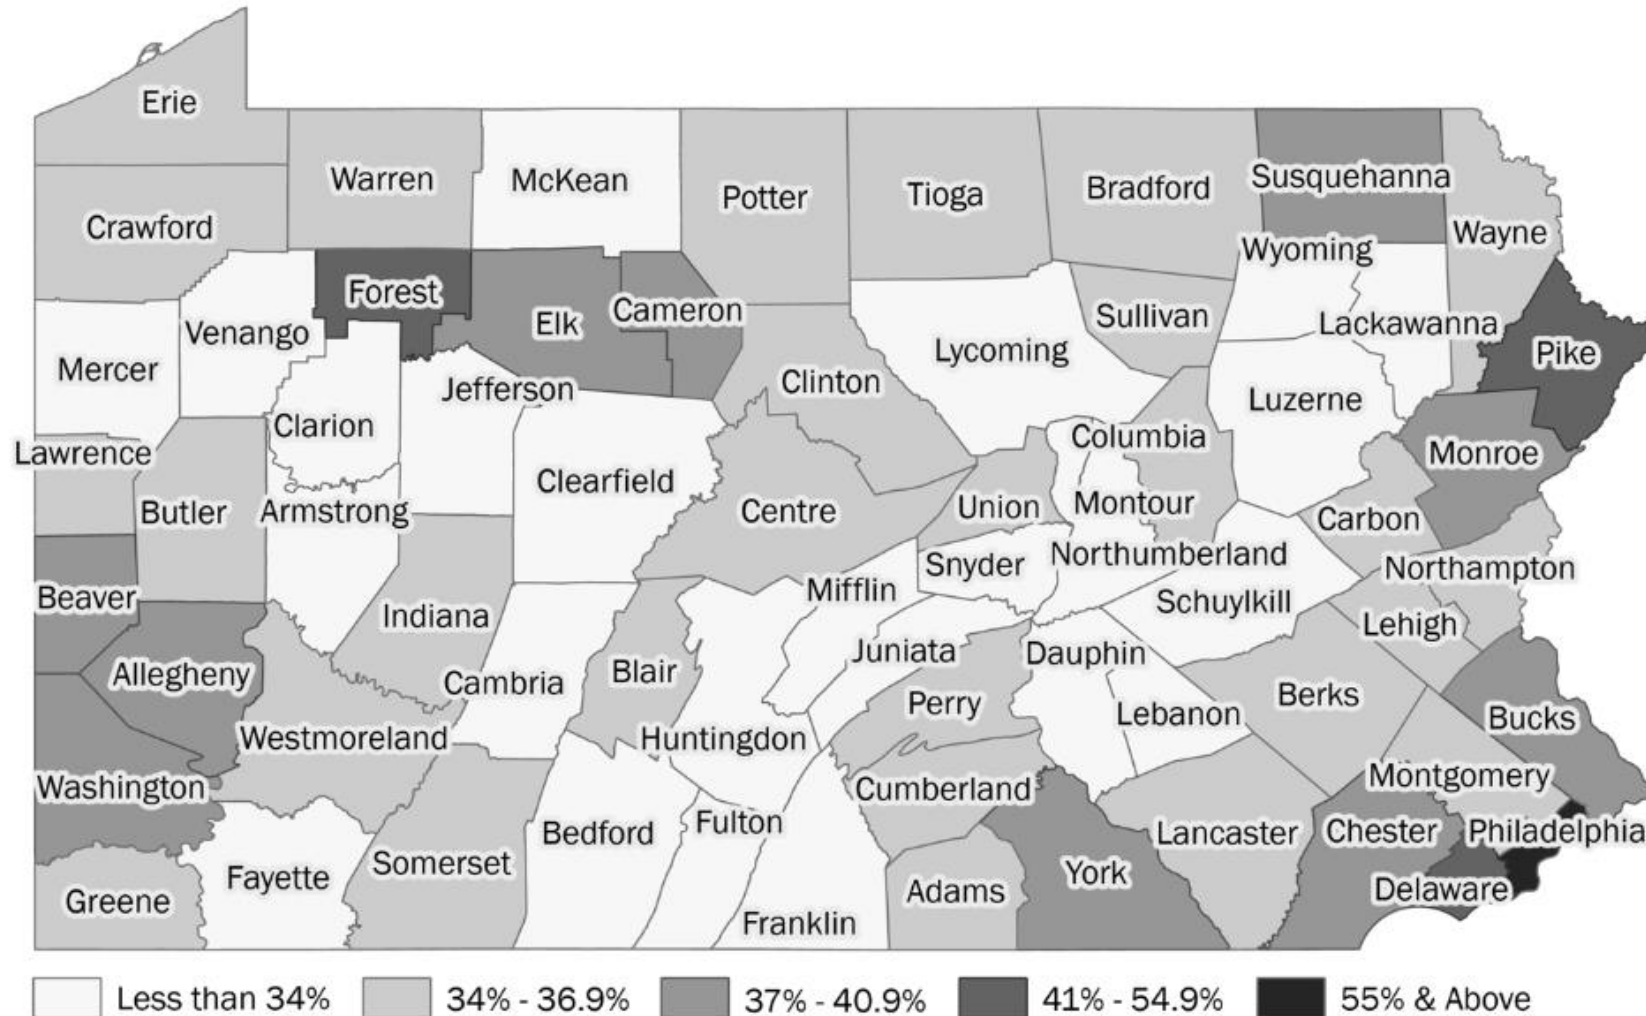 Erie
Warren
McKean
Potter
Tioga
Bradford
Susquehanna
Wayne
Crawford
Wyoming
Forest
Elk
Cameron
Sullivan
Lackawanna
Venango
Mercer
Jefferson
Clinton
Lycoming
Luzerne
Pike
Clarion
Columbia
Monroe
Lawrence
Clearfield
Butler
Armstrong
Centre
Union
Montour
Carbon
Snyder
Northumberland
Northampton
Beaver
Indiana
Mifflin
Schuylkill
Lehigh
Allegheny
Cambria
Blair
Juniata
Dauphin
Berks
Perry
Lebanon
Bucks
Westmoreland
Huntingdon
Washington
Cumberland
Montgomery
Bedford
Fulton
Lancaster
Chester
Philadelphia
Greene
Fayette
Somerset
Franklin
Adams
York
Delaware
Less than 34% 34% - 36.9% 37% - 40.9% 41% - 54.9% 55% & Above